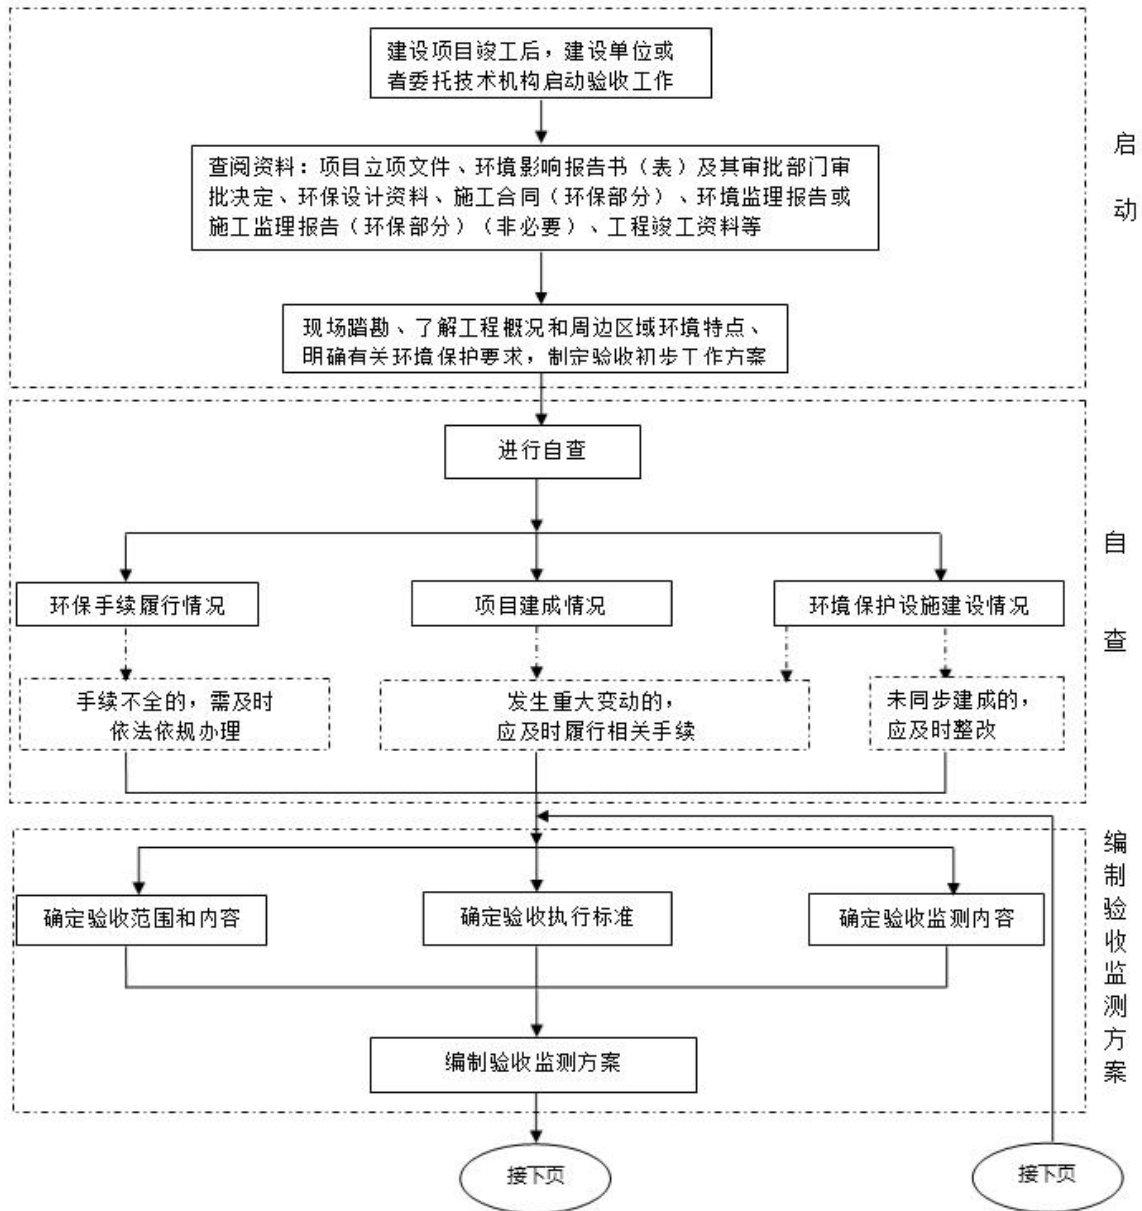 建设项目竣工后，建设单位或
者委托技术机构启动验收工作
启
动
查阅资料：项目立项文件、环境影响报告书（表）及其审批部门审
批决定、环保设计资料、施工合同（环保部分）、环境监理报告或
施工监理报告（环保部分）（非必要）、工程竣工资料等
现场踏勘、了解工程概况和周边区域环境特点、
明确有关环境保护要求，制定验收初步工作方案
进行自查
自
查
环保手续履行情况
项目建成情况
环境保护设施建设情况
手续不全的，需及时
依法依规办理
发生重大变动的，
应及时履行相关手续
未同步建成的，
应及时整改
编
制
验
收
监
测
方
案
确定验收范围和内容
确定验收执行标准
确定验收监测内容
编制验收监测方案
接下页
接下页